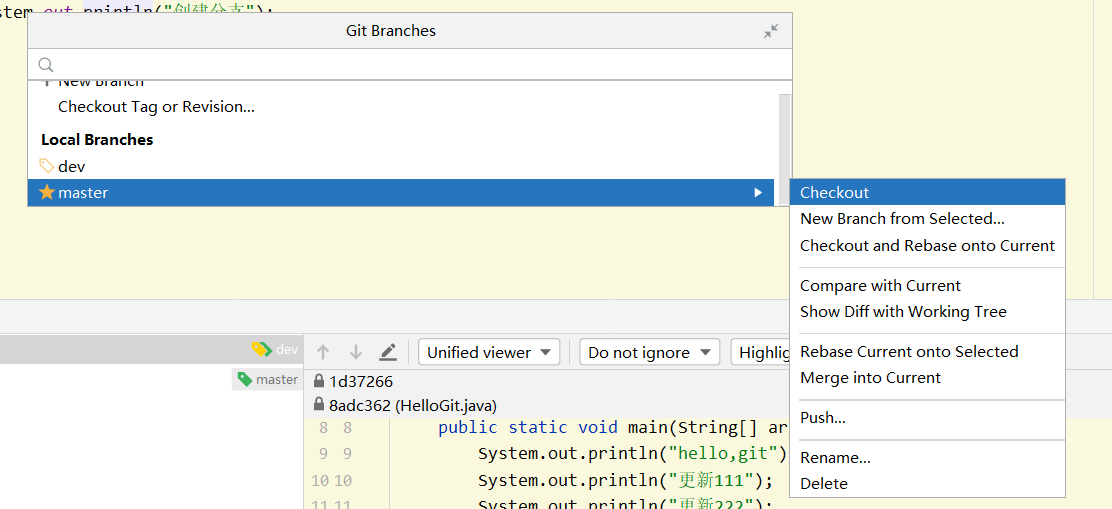 stem.out.println("创建分支");
Git Branches
New Branch
Checkout Tag or Revision...
Local Branches
dev
master
Checkout
New Branch from Selected...
Checkout and Rebase onto Current
Compare with Current
Show Diff with Working Tree
Rebase Current onto Selected
Merge into Current
Push...
Rename...
Delete
dev
master
Unified viewer
Do not ignore
Highlig
1d37266
8adc362 (HelloGit.java)
8 8 public static void main(String[] ar
9 9 System.out.println("hello,git")
10 10 System.out.println("更新111");
11 11 System.out.println("更新222");